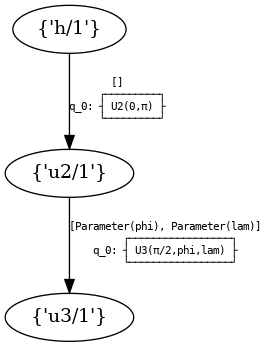 {'h/1'}
[]
q_0: U2(0,π)
{'u2/1'}
[Parameter(phi), Parameter(lam)]
q_0: U3(π/2,phi,lam)
{'u3/1'}